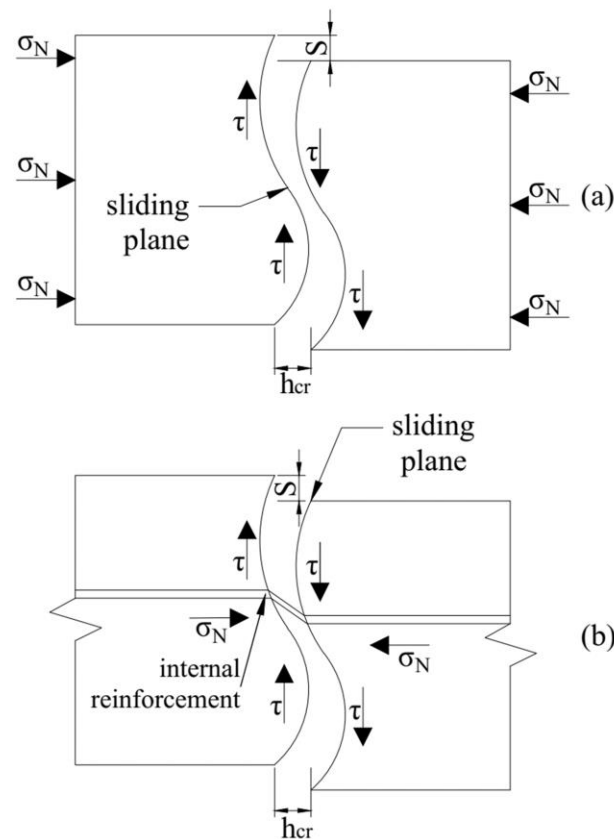 S
σN
σN
τ
τ
σN
σN
sliding
plane
(a)
τ
τ
σN
σN
hcr
sliding
plane
S
τ
τ
σN
σN
(b)
internal
reinforcement
τ
τ
hcr